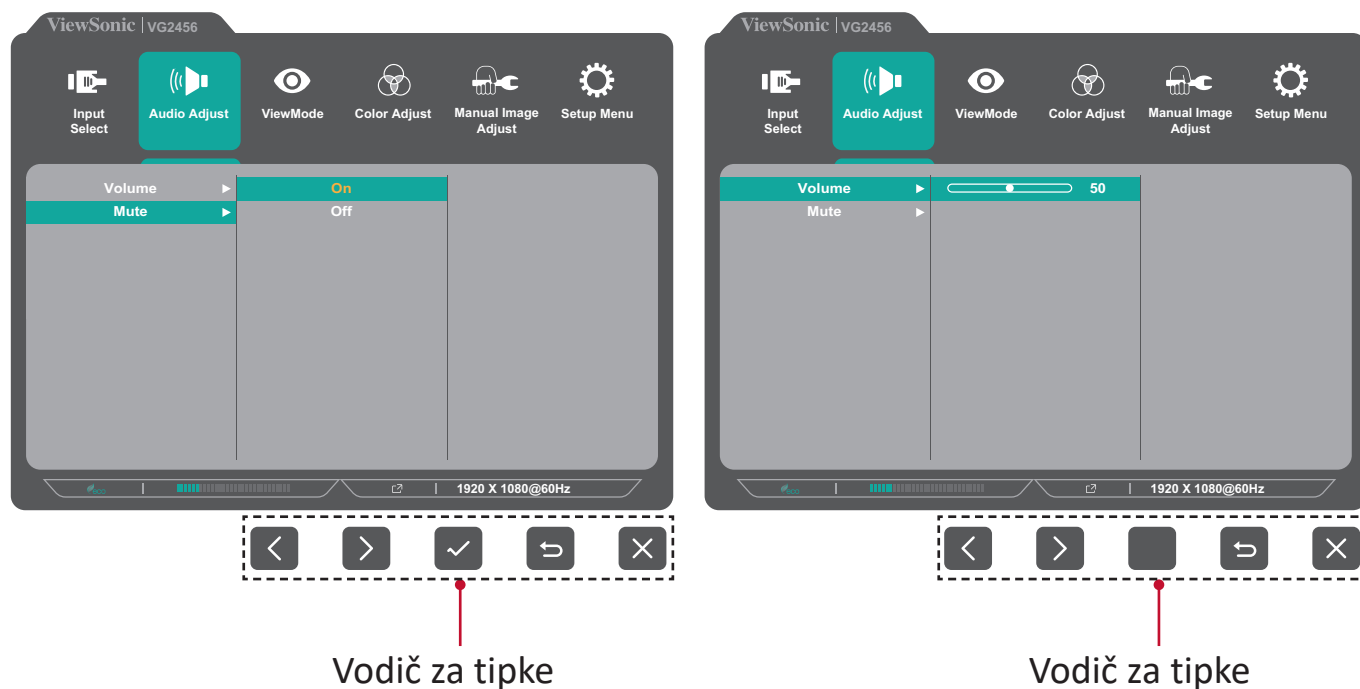 ViewSonic | VG2456
Input
Select
Audio Adjust
ViewMode
Color Adjust
Manual Image
Adjust
Setup Menu
Volume
On
Mute
Off
eco
1920 X 1080@60Hz
Vodič za tipke
ViewSonic | VG2456
Input
Select
Audio Adjust
ViewMode
Color Adjust
Manual Image
Adjust
Setup Menu
Volume
50
Mute
eco
1920 X 1080@60Hz
Vodič za tipke